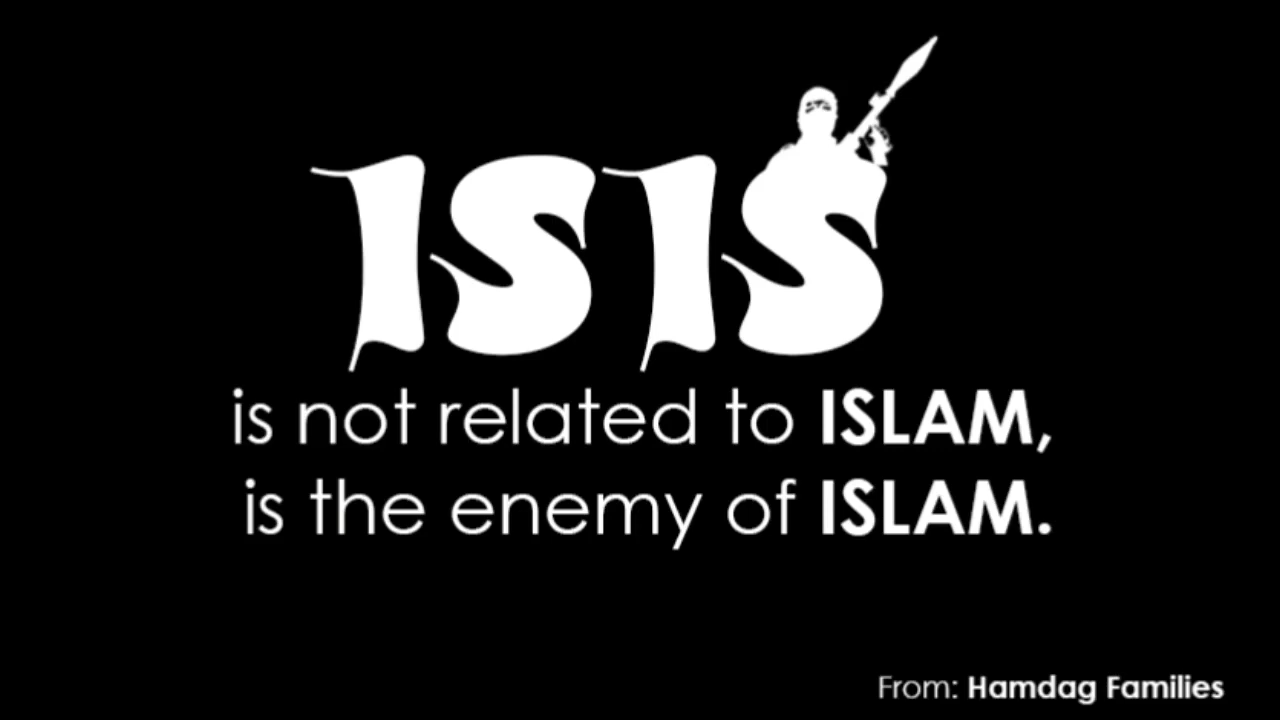 ISIS
is not related to ISLAM,
is the enemy of ISLAM.
From: Hamdag Families